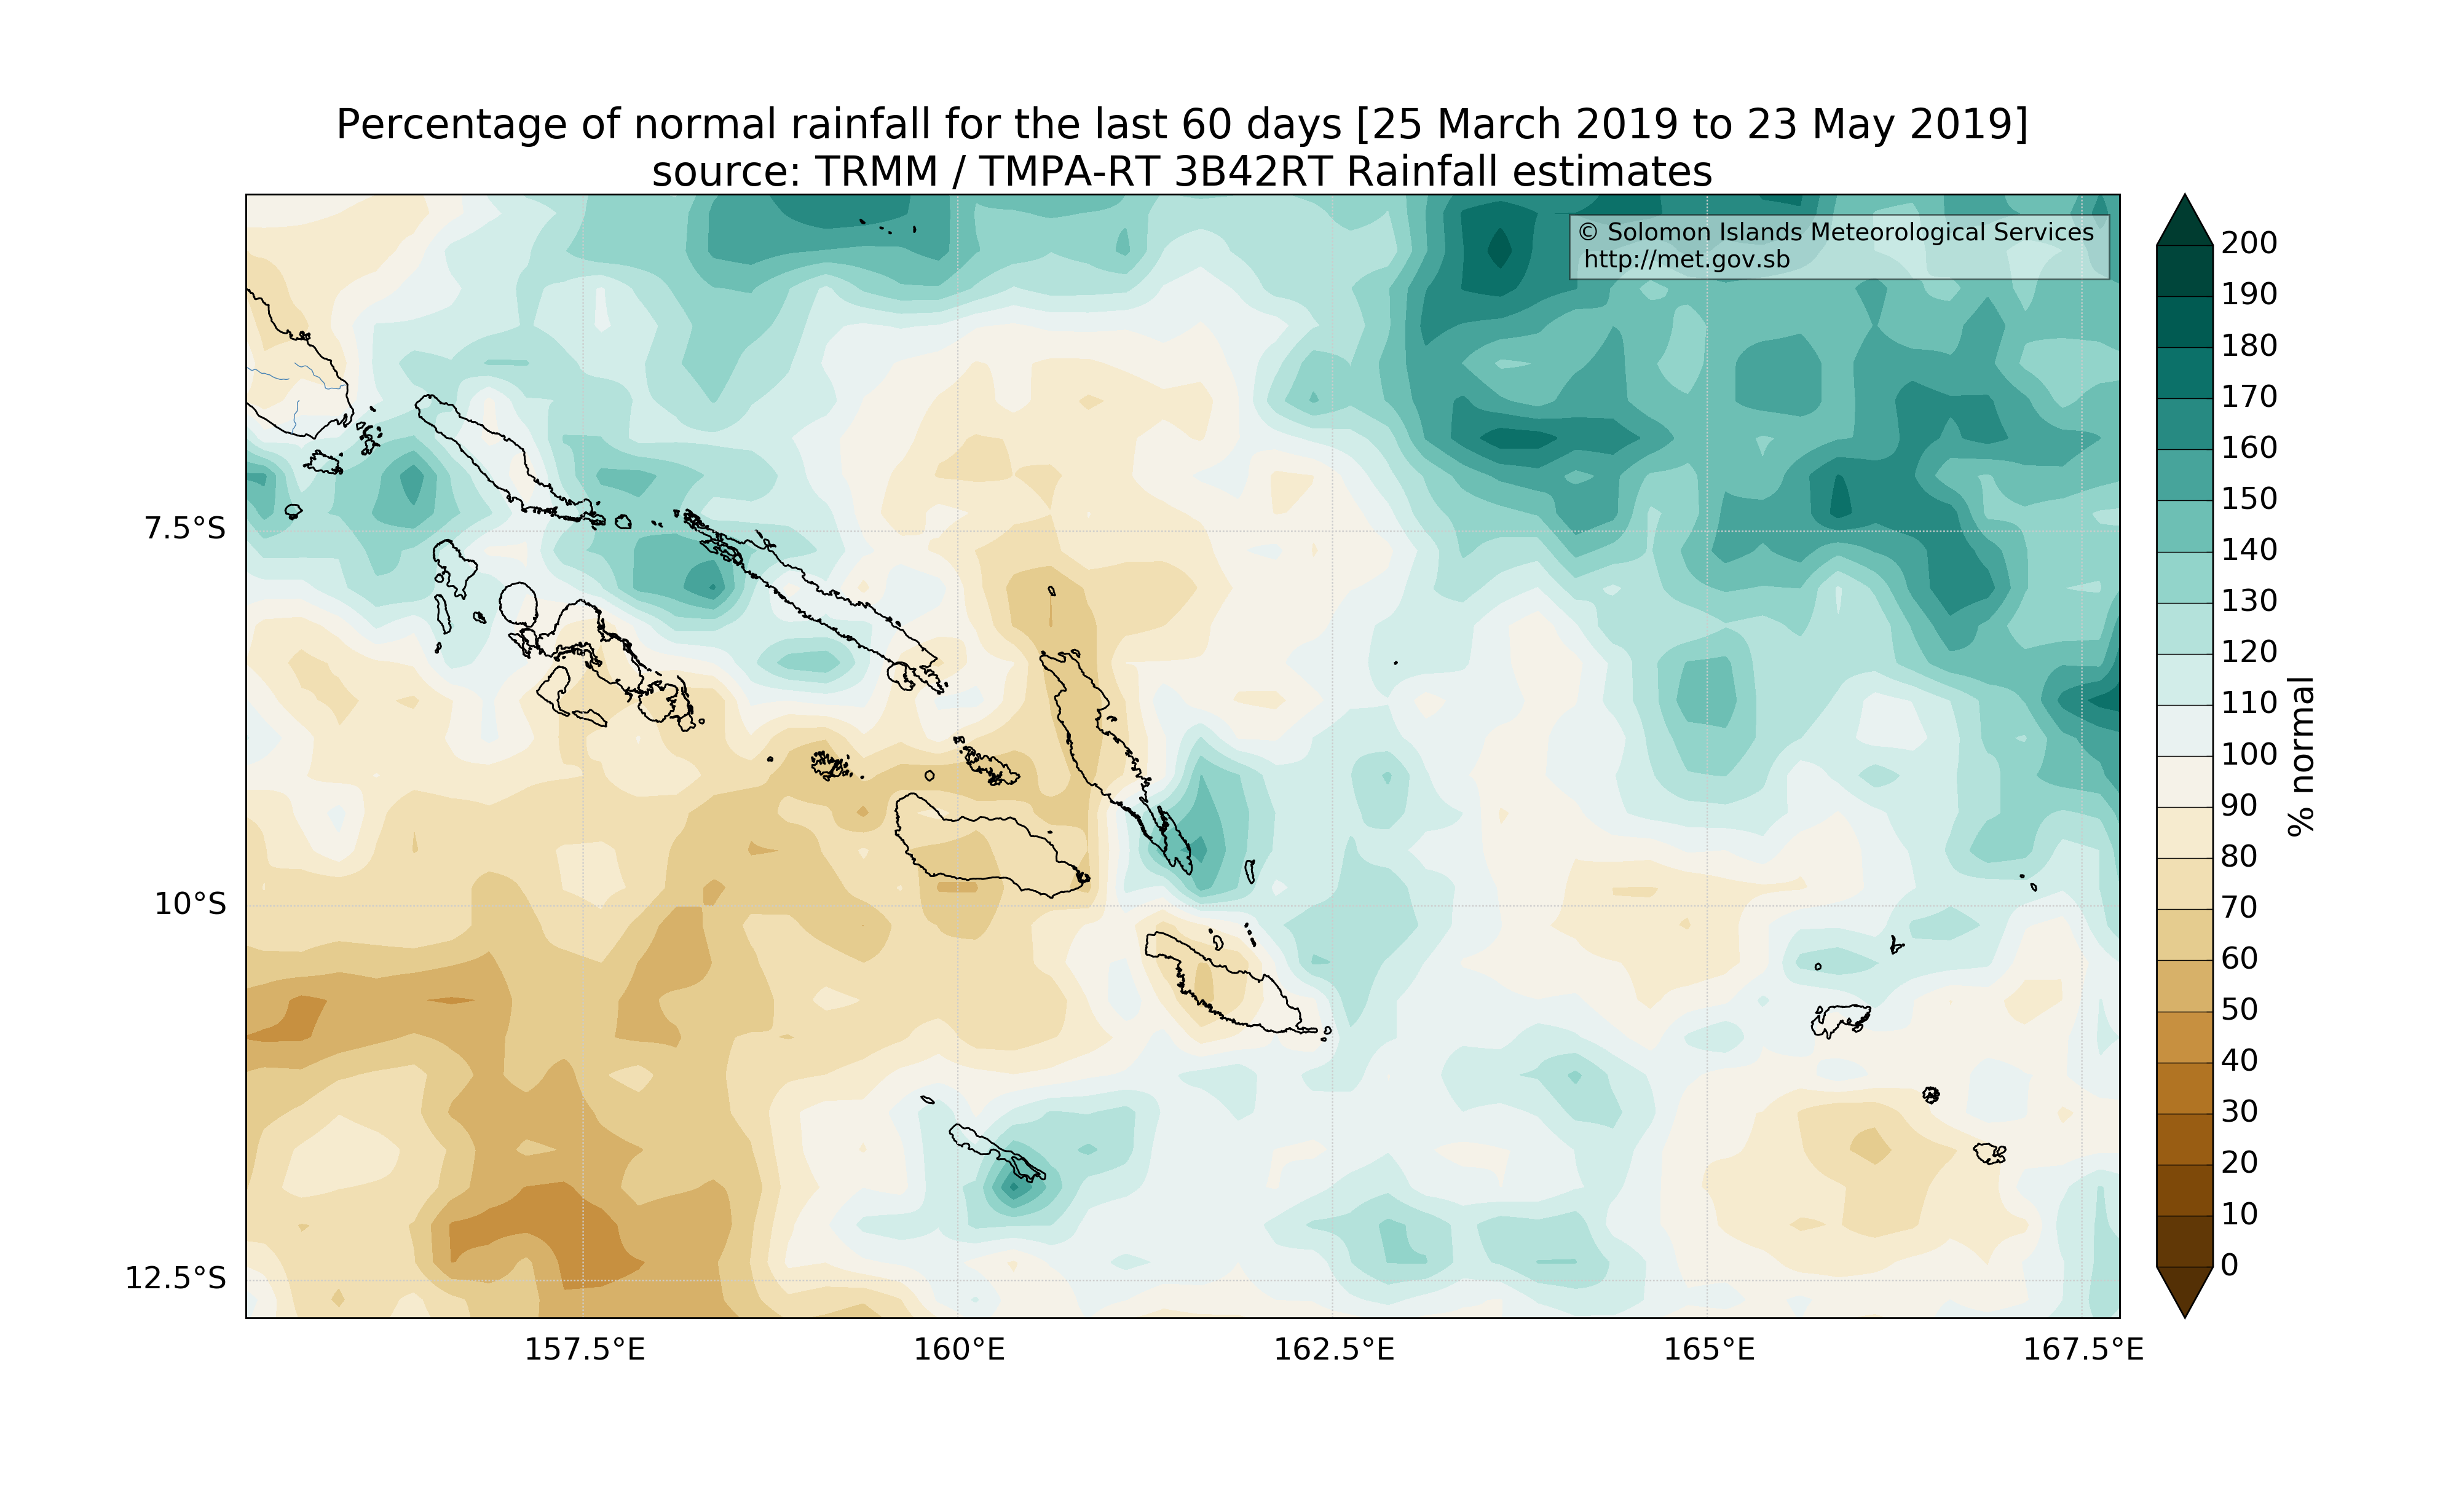 Percentage of normal rainfall for the last 60 days [25 March 2019 to 23 May 2019]
source: TRMM / TMPA-RT 3B42RT Rainfall estimates
© Solomon Islands Meteorological Services
http://met.gov.sb
7.5°S
10°S
12.5°S
157.5°E
160°E
162.5°E
165°E
167.5°E
200
190
180
170
160
150
140
130
120
110
100
90
80
70
60
50
40
30
20
10
0
% normal